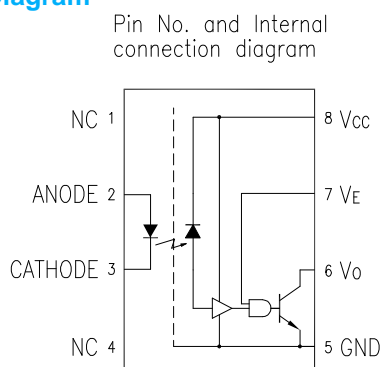 Diagram
Pin No. and Internal
connection diagram
NC 1
8 Vcc
ANODE 2
7 VE
CATHODE 3
6 Vo
NC 4
5 GND